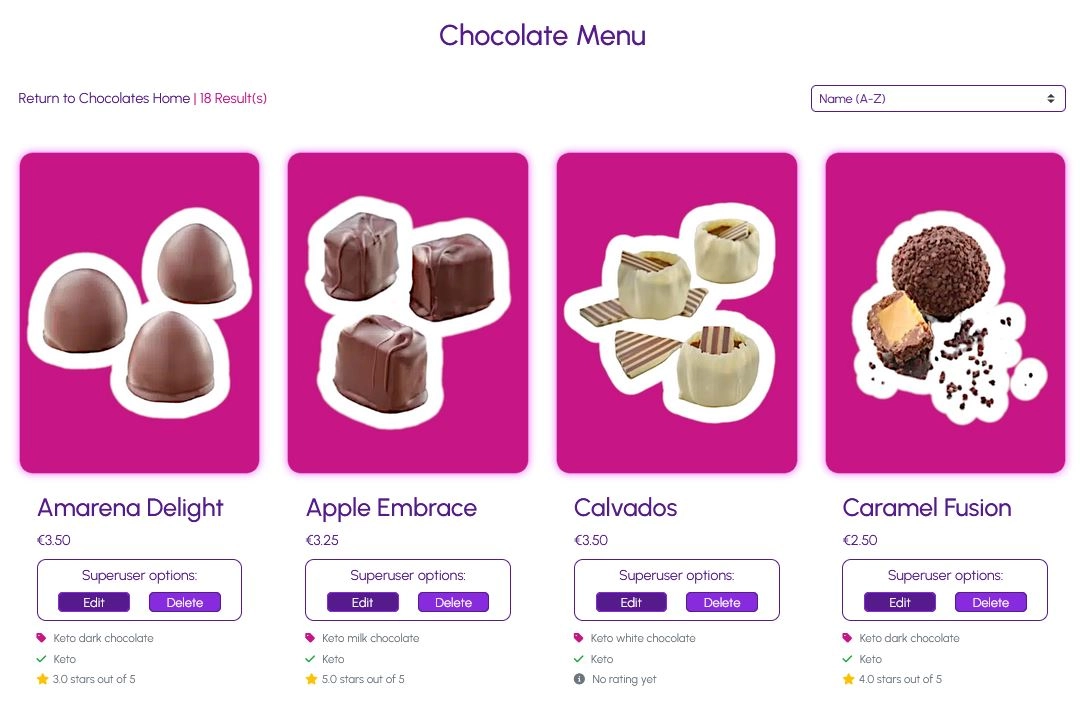 Chocolate Menu
Return to Chocolates Home | 18 Result(s)
Name (A-Z)
Amarena Delight
€3.50
Superuser options:
Edit Delete
Keto dark chocolate
Keto
3.0 stars out of 5
Apple Embrace
€3.25
Superuser options:
Edit Delete
Keto milk chocolate
Keto
5.0 stars out of 5
Calvados
€3.50
Superuser options:
Edit Delete
Keto white chocolate
Keto
No rating yet
Caramel Fusion
€2.50
Superuser options:
Edit Delete
Keto dark chocolate
Keto
4.0 stars out of 5